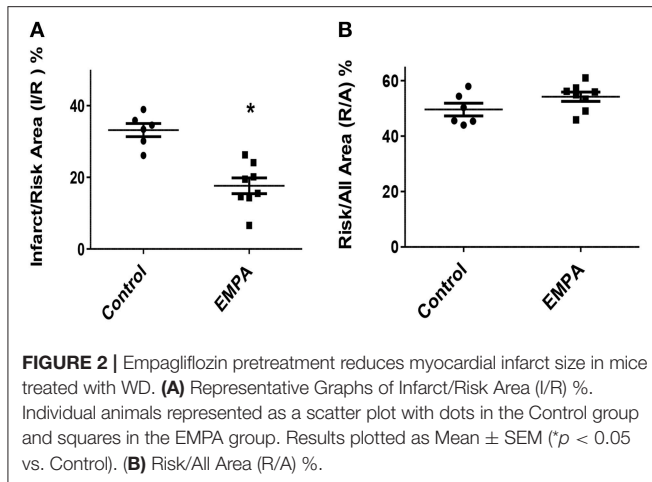 A
Infarct/Risk Area (I/R ) %
40
20
0
*
Control
EMPA
B
Risk/All Area (R/A) %
60
40
20
0
Control
EMPA
FIGURE 2 | Empagliflozin pretreatment reduces myocardial infarct size in mice
treated with WD. (A) Representative Graphs of Infarct/Risk Area (I/R) %.
Individual animals represented as a scatter plot with dots in the Control group
and squares in the EMPA group. Results plotted as Mean ± SEM (*p < 0.05
vs. Control). (B) Risk/All Area (R/A) %.